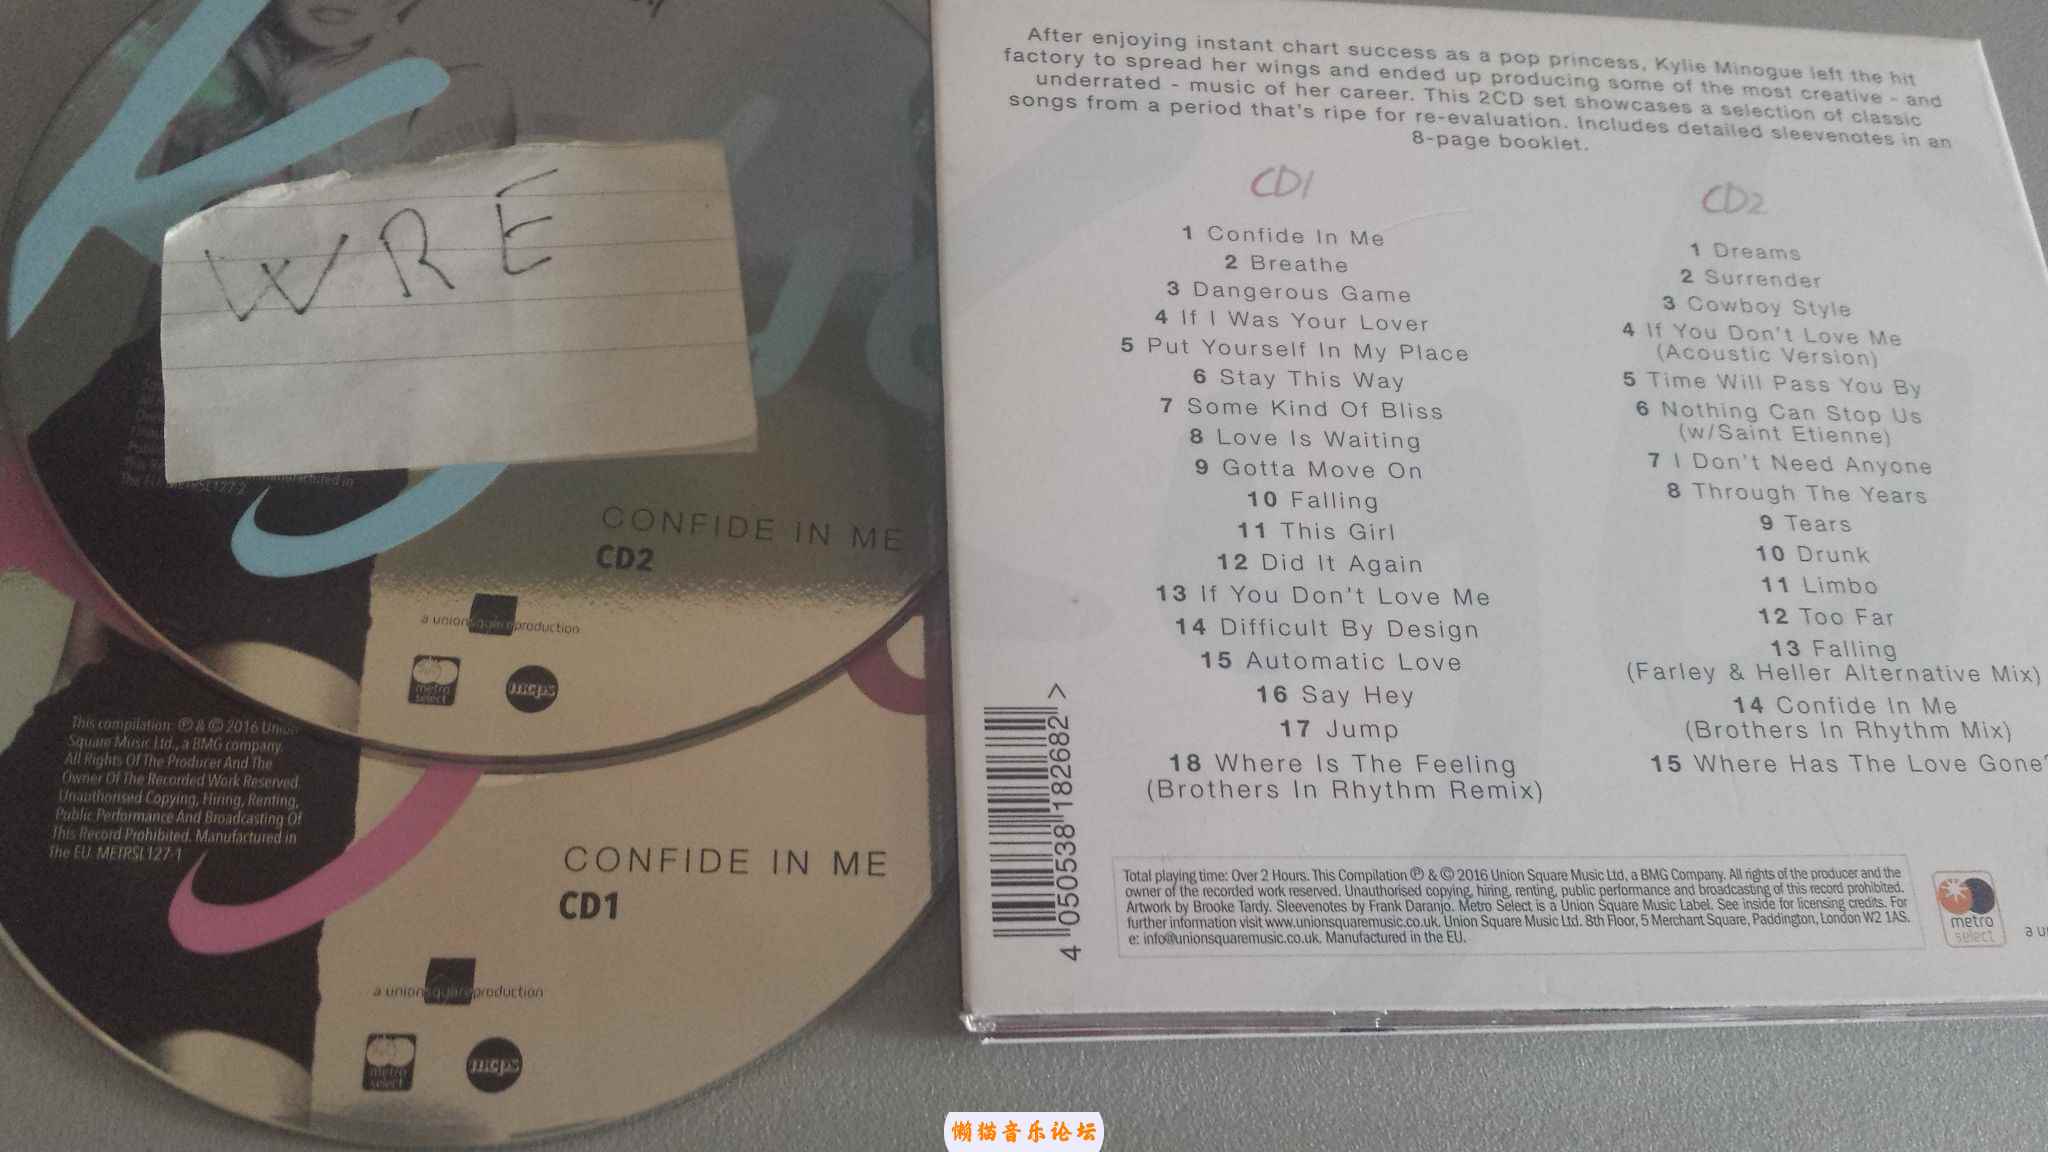 WRE
The EU. METRSL127-2
CONFIDE IN ME
CD2
a unionsquareproduction
metro
select
mcps
This compilation: ℗ & © 2016 Union
Square Music Ltd., a BMG company.
All Rights Of The Producer And The
Owner Of The Recorded Work Reserved.
Unauthorised Copying, Hiring, Renting,
Public Performance And Broadcasting Of
This Record Prohibited. Manufactured in
The EU. METRSL127-1
CONFIDE IN ME
CD1
a unionsquareproduction
metro
select
mcps
After enjoying instant chart success as a pop princess, Kylie Minogue left the hit
factory to spread her wings and ended up producing some of the most creative - and
underrated - music of her career. This 2CD set showcases a selection of classic
songs from a period that's ripe for re-evaluation. Includes detailed sleevenotes in an
8-page booklet.
CD1
1 Confide In Me
2 Breathe
3 Dangerous Game
4 If I Was Your Lover
5 Put Yourself In My Place
6 Stay This Way
7 Some Kind Of Bliss
8 Love Is Waiting
9 Gotta Move On
10 Falling
11 This Girl
12 Did It Again
13 If You Don't Love Me
14 Difficult By Design
15 Automatic Love
16 Say Hey
17 Jump
18 Where Is The Feeling
(Brothers In Rhythm Remix)
CD2
1 Dreams
2 Surrender
3 Cowboy Style
4 If You Don't Love Me
(Acoustic Version)
5 Time Will Pass You By
6 Nothing Can Stop Us
(w/Saint Etienne)
7 I Don't Need Anyone
8 Through The Years
9 Tears
10 Drunk
11 Limbo
12 Too Far
13 Falling
(Farley & Heller Alternative Mix)
14 Confide In Me
(Brothers In Rhythm Mix)
15 Where Has The Love Gone?
4 050538 182682 >
Total playing time: Over 2 Hours. This Compilation ℗ & © 2016 Union Square Music Ltd, a BMG Company. All rights of the producer and the
owner of the recorded work reserved. Unauthorised copying, hiring, renting, public performance and broadcasting of this record prohibited.
Artwork by Brooke Tardy. Sleevenotes by Frank Daranjo. Metro Select is a Union Square Music Label. See inside for licensing credits. For
further information visit www.unionsquaremusic.co.uk. Union Square Music Ltd. 8th Floor, 5 Merchant Square, Paddington, London W2 1AS.
e: info@unionsquaremusic.co.uk. Manufactured in the EU.
metro
select
a u
懒猫音乐论坛